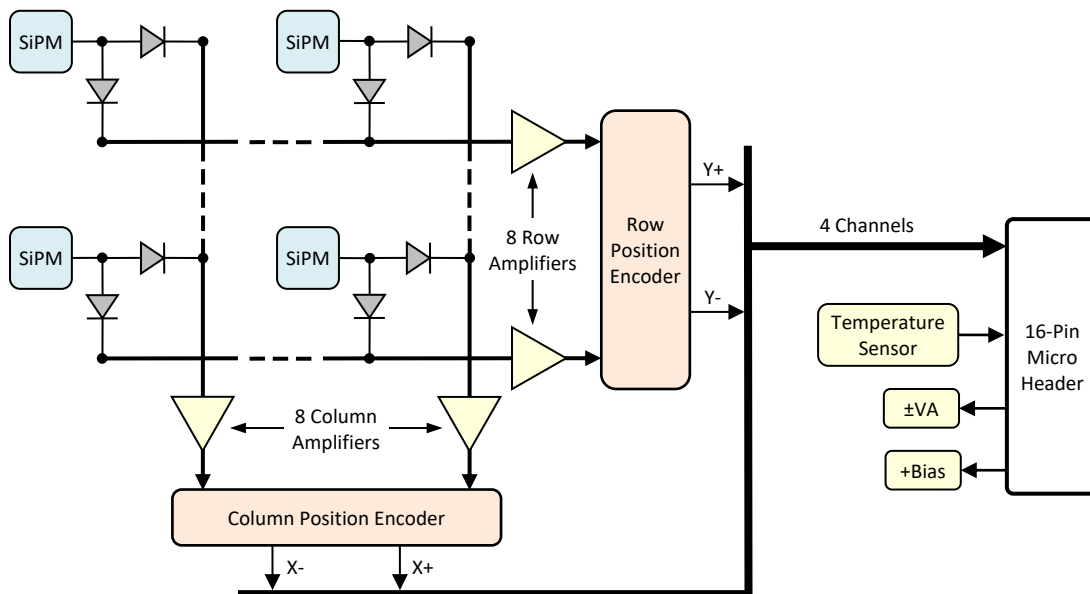 SiPM
SiPM
Y+
8 Row
Amplifiers
Row
Position
Encoder
4 Channels
SiPM
SiPM
Y-
Temperature
Sensor
16-Pin
Micro
Header
8 Column
Amplifiers
±VA
+Bias
Column Position Encoder
X-
X+